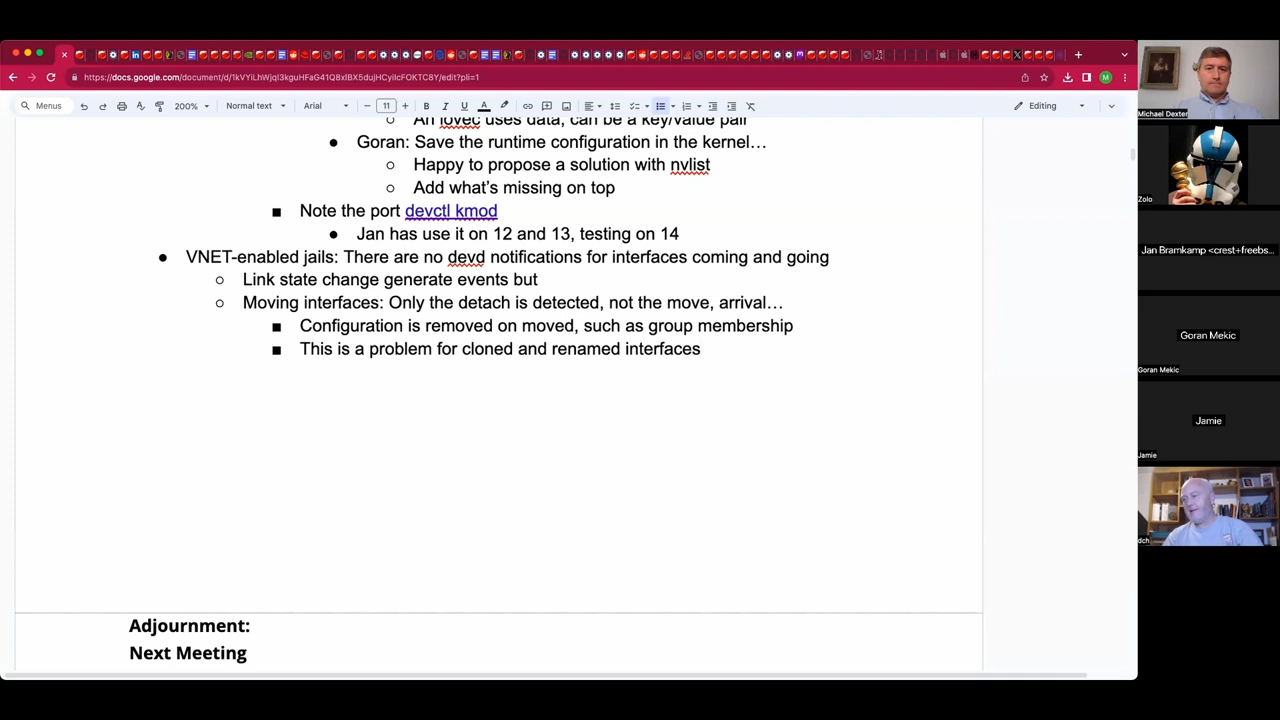 https://docs.google.com/document/d/1kVYiLhWjql3kguHFaG41Q8xlBX5dujHCyilcFOKTC8Y/edit?pli=1
Menus
200%
Normal text
Arial
11
B I U A
Editing
An iovec uses data, can be a key/value pair
Goran: Save the runtime configuration in the kernel…
Happy to propose a solution with nvlist
Add what's missing on top
Note the port devctl kmod
Jan has use it on 12 and 13, testing on 14
VNET-enabled jails: There are no devd notifications for interfaces coming and going
Link state change generate events but
Moving interfaces: Only the detach is detected, not the move, arrival…
Configuration is removed on moved, such as group membership
This is a problem for cloned and renamed interfaces
Adjournment:
Next Meeting
Michael Dexter
Zolo
Jan Bramkamp <crest+freebs...
Goran Mekic
Goran Mekic
Jamie
Jamie
dch
M